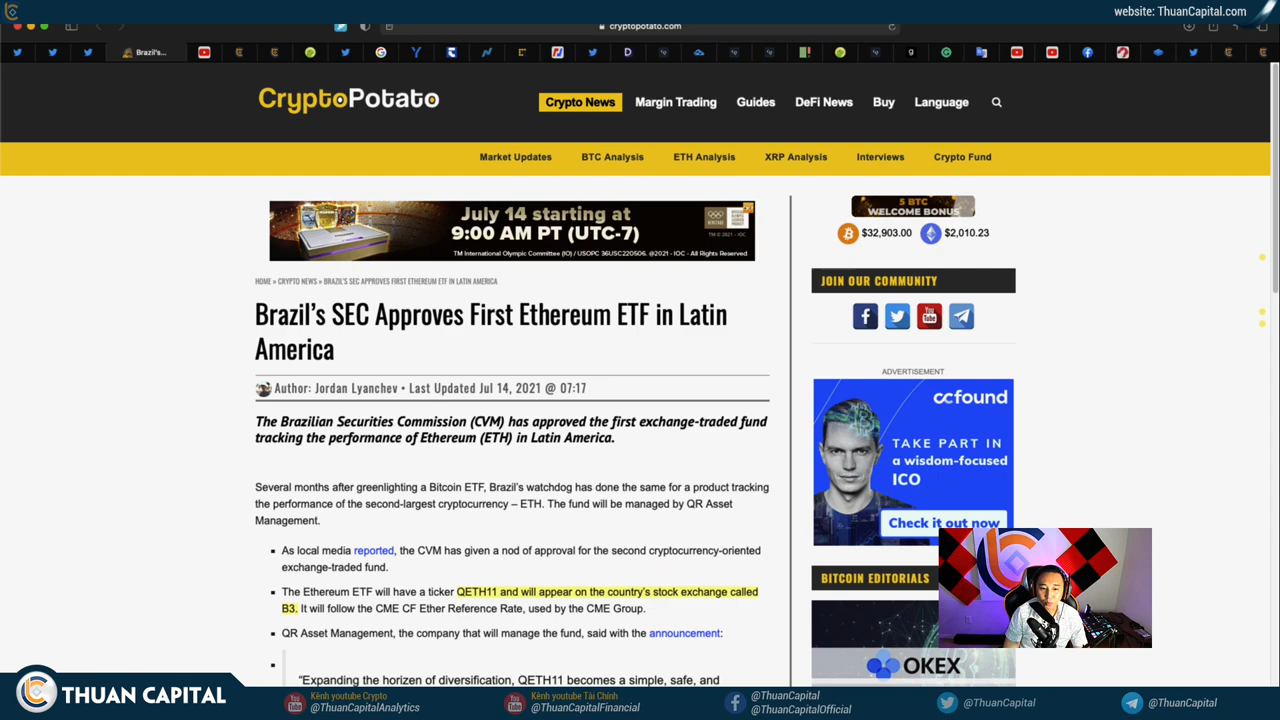 website: ThuanCapital.com
cryptopotato.com
Brazil's...
CryptoPotato
Crypto News
Margin Trading
Guides
DeFi News
Buy
Language
Market Updates
BTC Analysis
ETH Analysis
XRP Analysis
Interviews
Crypto Fund
July 14 starting at
9:00 AM PT (UTC-7)
TM International Olympic Committee (IO) / USOPC 36USC220506. @2021 - IOC - All Rights Reserved
TM © 2021 - IOC
5 BTC
WELCOME BONUS
$32,903.00
$2,010.23
HOME » CRYPTO NEWS » BRAZIL'S SEC APPROVES FIRST ETHEREUM ETF IN LATIN AMERICA
Brazil's SEC Approves First Ethereum ETF in Latin
America
Author: Jordan Lyanchev • Last Updated Jul 14, 2021 @ 07:17
The Brazilian Securities Commission (CVM) has approved the first exchange-traded fund
tracking the performance of Ethereum (ETH) in Latin America.
Several months after greenlighting a Bitcoin ETF, Brazil's watchdog has done the same for a product tracking
the performance of the second-largest cryptocurrency – ETH. The fund will be managed by QR Asset
Management.
▪ As local media reported, the CVM has given a nod of approval for the second cryptocurrency-oriented
exchange-traded fund.
▪ The Ethereum ETF will have a ticker QETH11 and will appear on the country's stock exchange called
B3. It will follow the CME CF Ether Reference Rate, used by the CME Group.
▪ QR Asset Management, the company that will manage the fund, said with the announcement:
▪
"Expanding the horizen of diversification, QETH11 becomes a simple, safe, and
JOIN OUR COMMUNITY
ADVERTISEMENT
ccfound
TAKE PART IN
a wisdom-focused
ICO
Check it out now
BITCOIN EDITORIALS
OKEX
THUAN CAPITAL
Kênh youtube Crypto
@ThuanCapitalAnalytics
Kênh youtube Tài Chính
@ThuanCapitalFinancial
@ThuanCapital
@ThuanCapitalOfficial
@ThuanCapital
@ThuanCapital